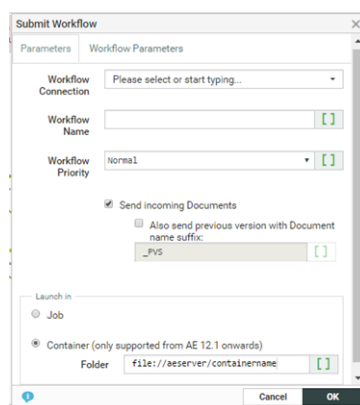 Submit Workflow
Parameters Workflow Parameters
Workflow Connection Please select or start typing...
Workflow Name [ ]
Workflow Priority Normal [ ]
Send incoming Documents
Also send previous version with Document
name suffix:
_PVS [ ]
Launch in
Job
Container (only supported from AE 12.1 onwards)
Folder file://aeserver/containername [ ]
Cancel OK